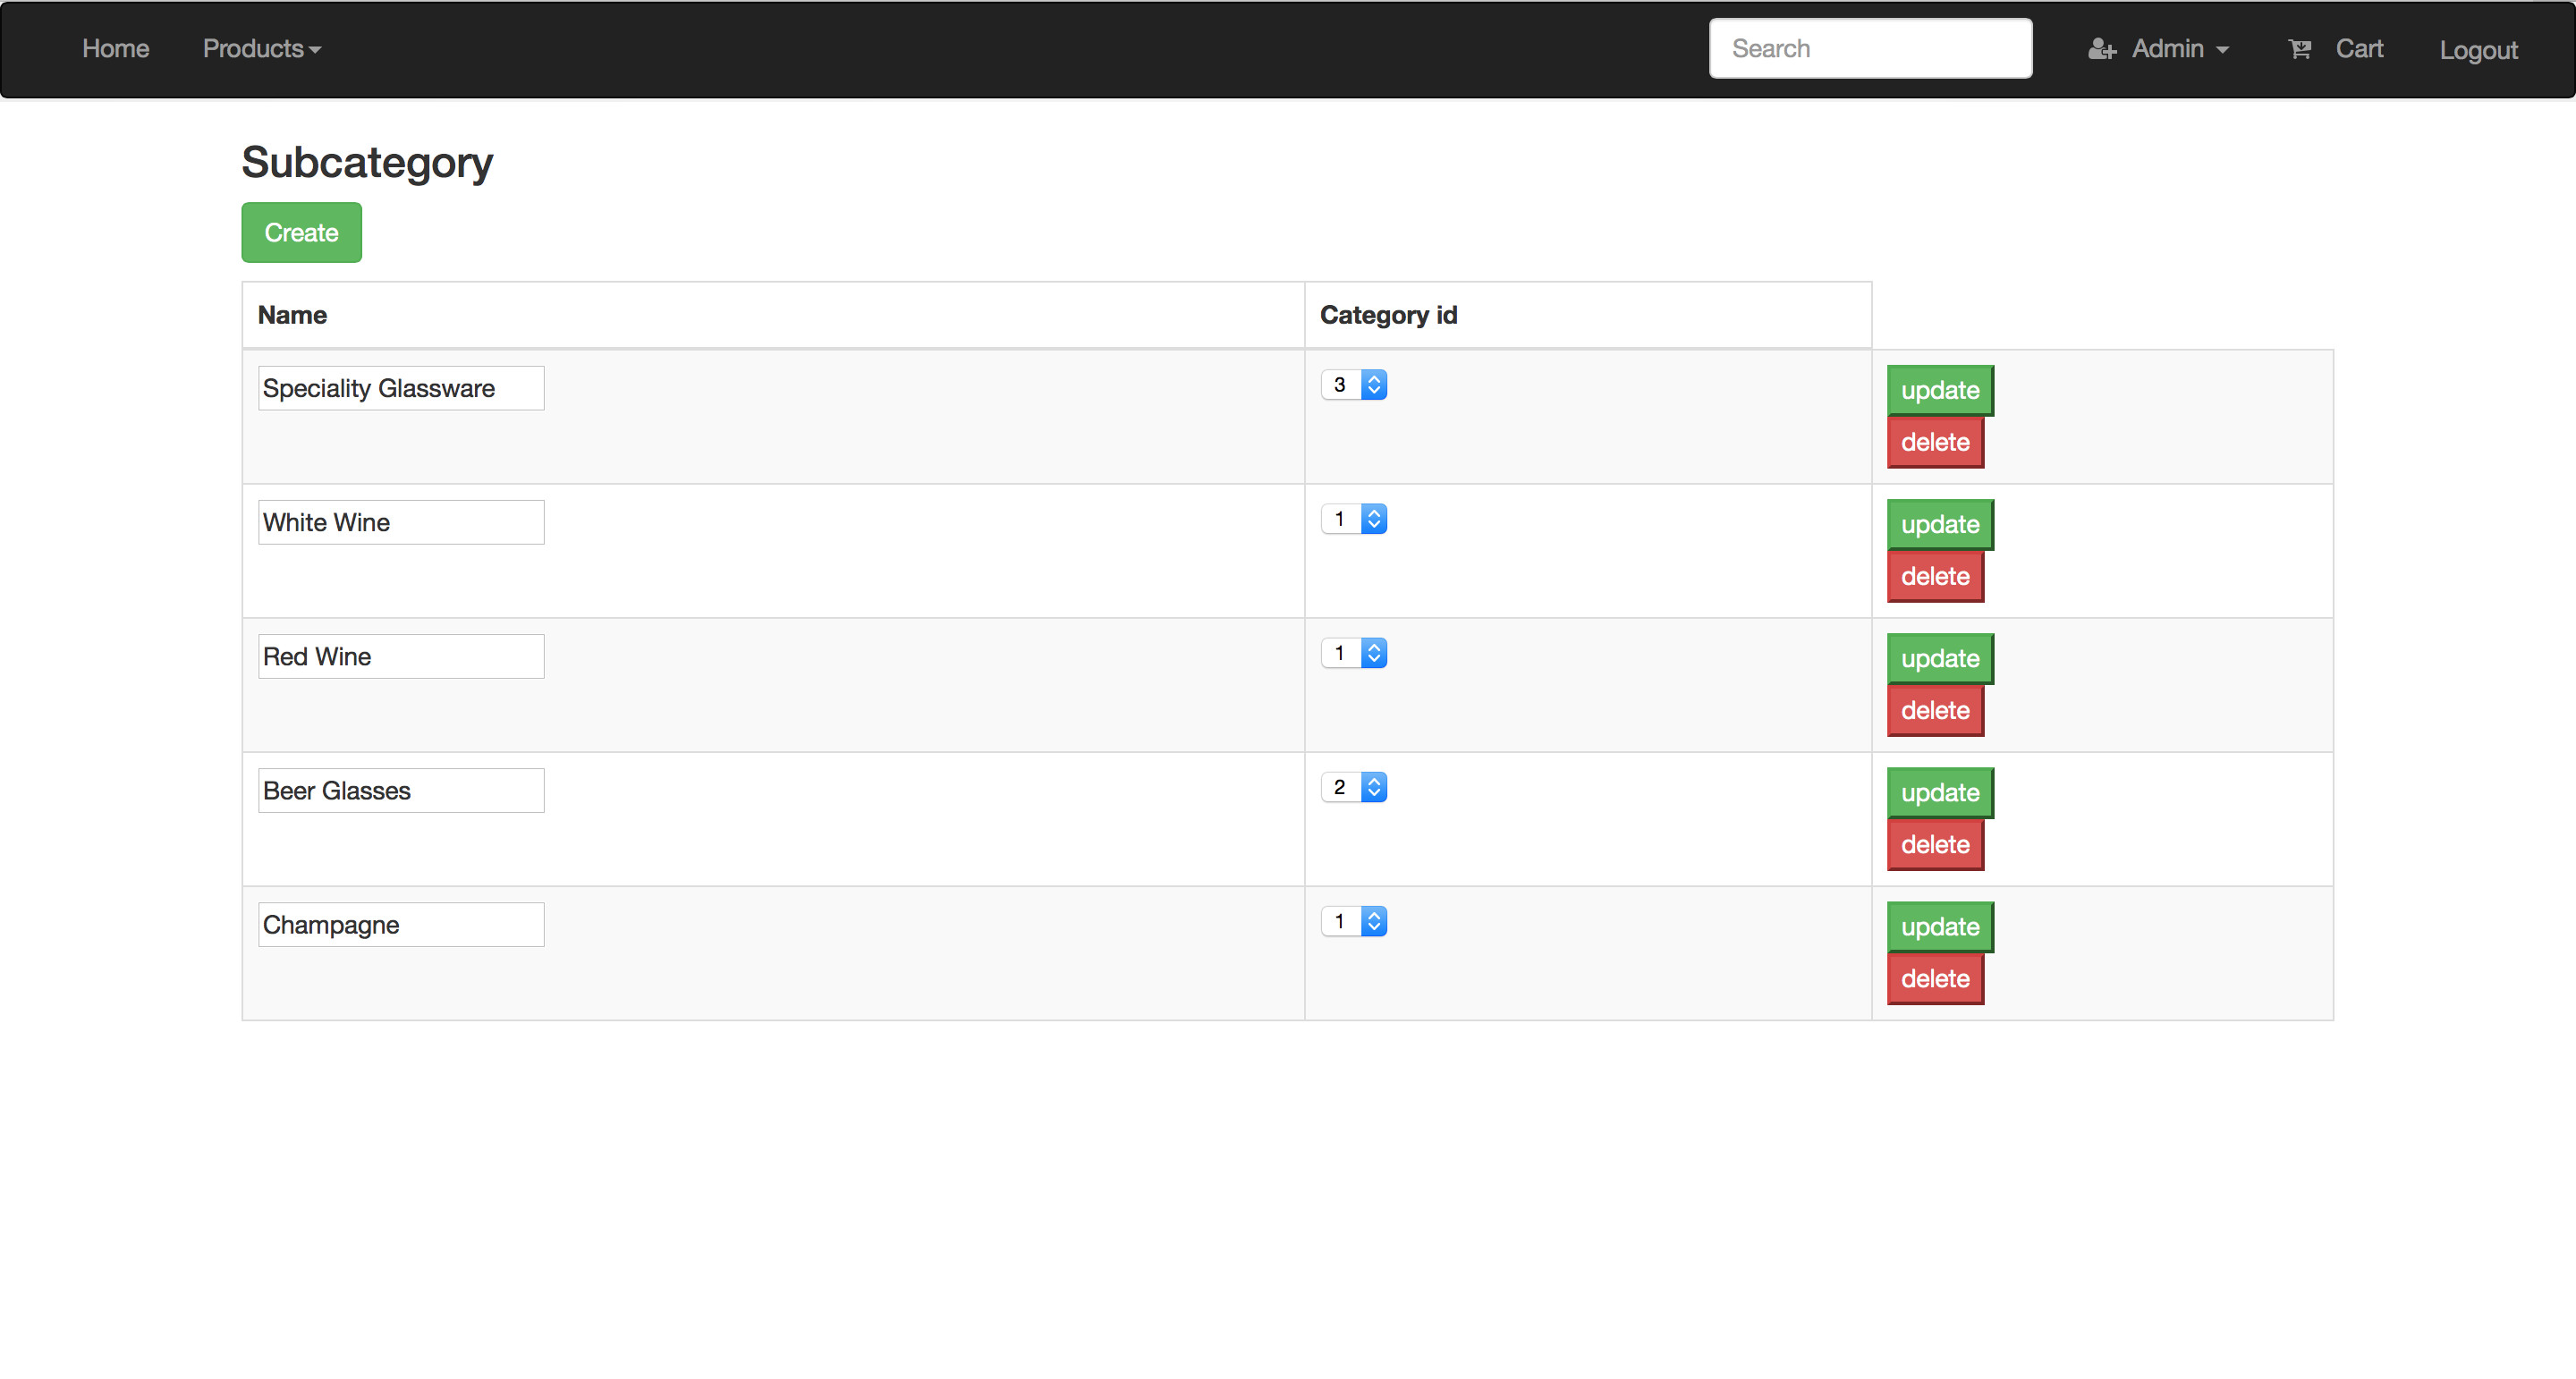 Home Products Search Admin Cart Logout
Subcategory
Create
Name Category id
Speciality Glassware 3 update
delete
White Wine 1 update
delete
Red Wine 1 update
delete
Beer Glasses 2 update
delete
Champagne 1 update
delete